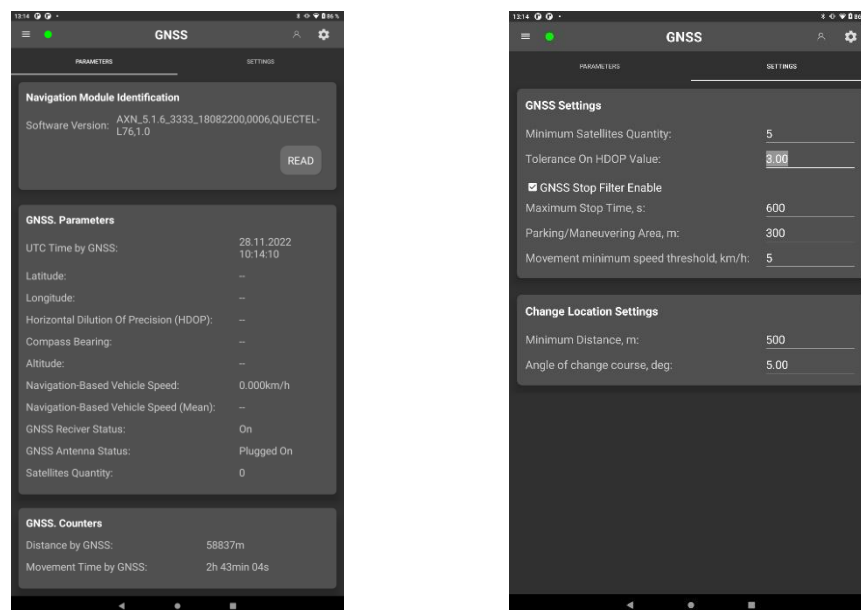 13:14
86 %
GNSS
PARAMETERS
SETTINGS
Navigation Module Identification
Software Version: AXN_5.1.6_3333_18082200,0006,QUECTEL-
L76,1.0
READ
GNSS. Parameters
UTC Time by GNSS: 28.11.2022
10:14:10
Latitude: --
Longitude: --
Horizontal Dilution Of Precision (HDOP): --
Compass Bearing: --
Altitude: --
Navigation-Based Vehicle Speed: 0.000km/h
Navigation-Based Vehicle Speed (Mean): --
GNSS Reciver Status: On
GNSS Antenna Status: Plugged On
Satellites Quantity: 0
GNSS. Counters
Distance by GNSS: 58837m
Movement Time by GNSS: 2h 43min 04s
13:14
86
GNSS
PARAMETERS
SETTINGS
GNSS Settings
Minimum Satellites Quantity: 5
Tolerance On HDOP Value: 3.00
GNSS Stop Filter Enable
Maximum Stop Time, s: 600
Parking/Maneuvering Area, m: 300
Movement minimum speed threshold, km/h: 5
Change Location Settings
Minimum Distance, m: 500
Angle of change course, deg: 5.00